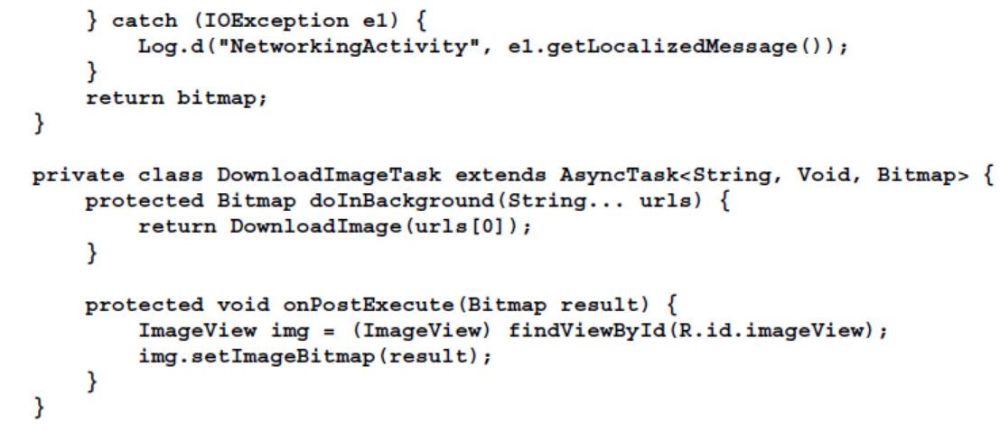 } catch (IOException e1) {
Log.d("NetworkingActivity", e1.getLocalizedMessage());
}
return bitmap;
}
private class DownloadImageTask extends AsyncTask<String, Void, Bitmap> {
protected Bitmap doInBackground(String... urls) {
return DownloadImage(urls[0]);
}
protected void onPostExecute(Bitmap result) {
ImageView img = (ImageView) findViewById(R.id.imageView);
img.setImageBitmap(result);
}
}